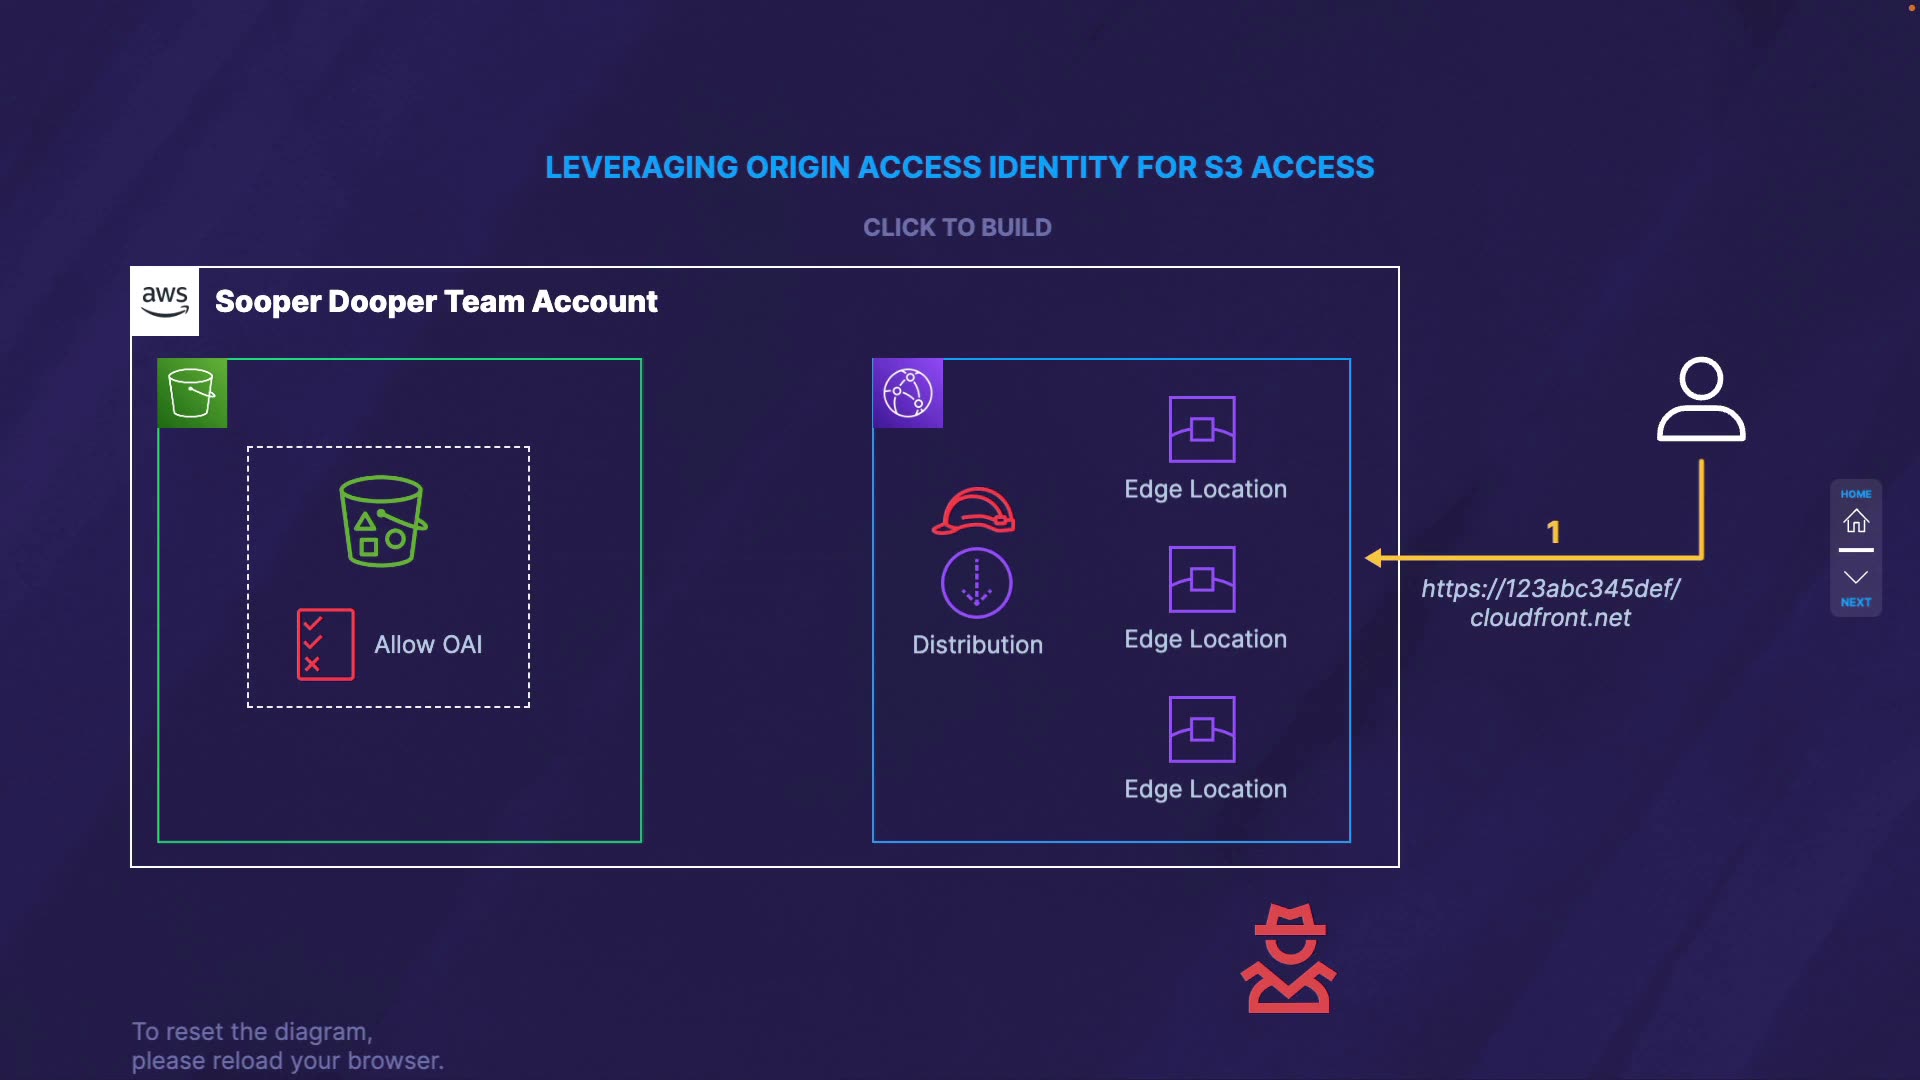 LEVERAGING ORIGIN ACCESS IDENTITY FOR S3 ACCESS
CLICK TO BUILD
aws
Sooper Dooper Team Account
Edge Location
Allow OAI
Distribution
Edge Location
Edge Location
1
https://123abc345def/
cloudfront.net
HOME
NEXT
To reset the diagram,
please reload your browser.